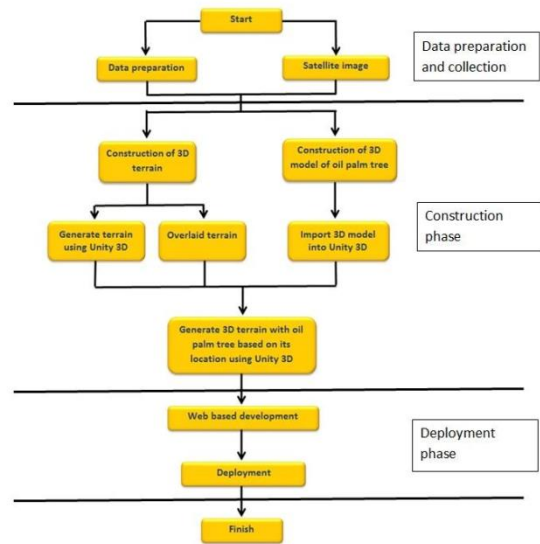 Start
Data preparation
Satellite image
Data preparation
and collection
Construction of 3D
terrain
Construction of 3D
model of oil palm tree
Generate terrain
using Unity 3D
Overlaid terrain
Import 3D model
into Unity 3D
Construction
phase
Generate 3D terrain with oil
palm tree based on its
location using Unity 3D
Web based development
Deployment
Deployment
phase
Finish